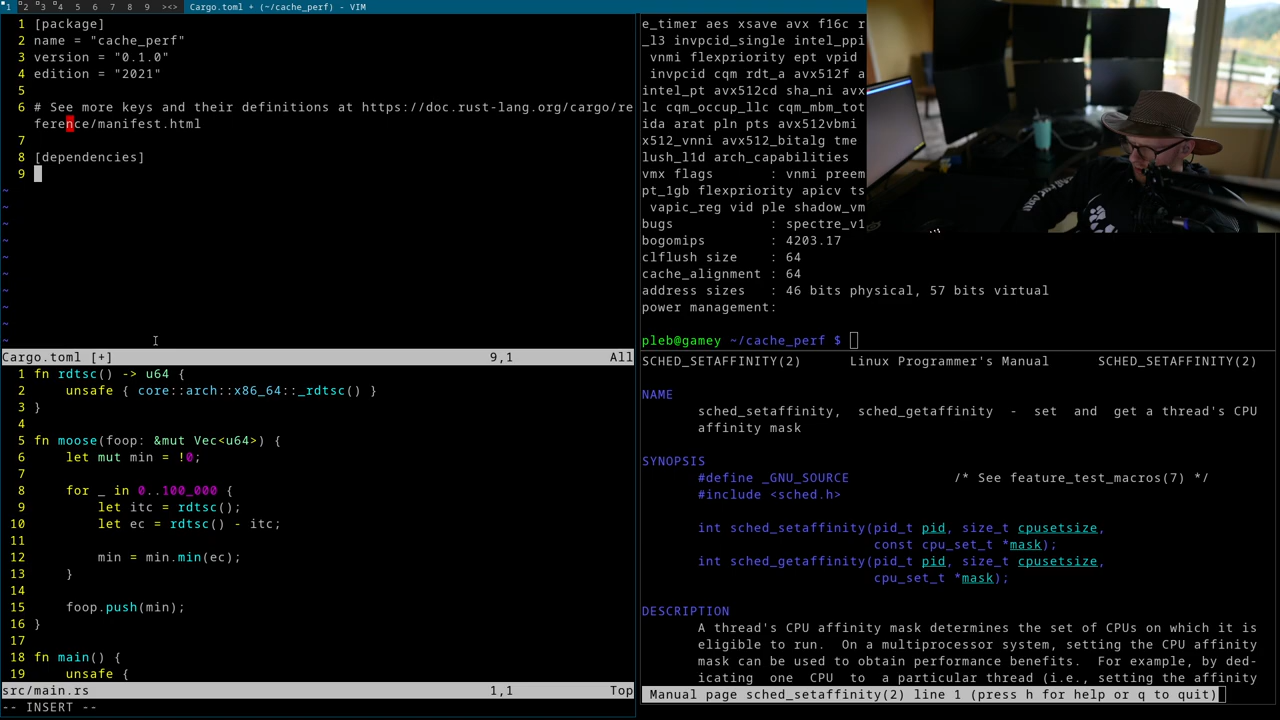 1 2 3 4 5 6 7 8 9 ><> Cargo.toml + (~/cache_perf) - VIM
1 [package]
2 name = "cache_perf"
3 version = "0.1.0"
4 edition = "2021"
5
6 # See more keys and their definitions at https://doc.rust-lang.org/cargo/re
ference/manifest.html
7
8 [dependencies]
9
~
~
~
~
~
~
~
~
~
~
Cargo.toml [+] 9,1 All
1 fn rdtsc() -> u64 {
2 unsafe { core::arch::x86_64::_rdtsc() }
3 }
4
5 fn moose(foop: &mut Vec<u64>) {
6 let mut min = !0;
7
8 for _ in 0..100_000 {
9 let itc = rdtsc();
10 let ec = rdtsc() - itc;
11
12 min = min.min(ec);
13 }
14
15 foop.push(min);
16 }
17
18 fn main() {
19 unsafe {
src/main.rs 1,1 Top
-- INSERT --
e_timer aes xsave avx f16c r
_l3 invpcid_single intel_ppi
vnmi flexpriority ept vpid
invpcid cqm rdt_a avx512f a
intel_pt avx512cd sha_ni avx
lc cqm_occup_llc cqm_mbm_tot
ida arat pln pts avx512vbmi
x512_vnni avx512_bitalg tme
lush_l1d arch_capabilities
vmx flags : vnmi preem
pt_1gb flexpriority apicv ts
vapic_reg vid ple shadow_vm
bugs : spectre_v1
bogomips : 4203.17
clflush size : 64
cache_alignment : 64
address sizes : 46 bits physical, 57 bits virtual
power management:
pleb@gamey ~/cache_perf $
SCHED_SETAFFINITY(2) Linux Programmer's Manual SCHED_SETAFFINITY(2)
NAME
sched_setaffinity, sched_getaffinity - set and get a thread's CPU
affinity mask
SYNOPSIS
#define _GNU_SOURCE /* See feature_test_macros(7) */
#include <sched.h>
int sched_setaffinity(pid_t pid, size_t cpusetsize,
const cpu_set_t *mask);
int sched_getaffinity(pid_t pid, size_t cpusetsize,
cpu_set_t *mask);
DESCRIPTION
A thread's CPU affinity mask determines the set of CPUs on which it is
eligible to run. On a multiprocessor system, setting the CPU affinity
mask can be used to obtain performance benefits. For example, by ded-
icating one CPU to a particular thread (i.e., setting the affinity
Manual page sched_setaffinity(2) line 1 (press h for help or q to quit)